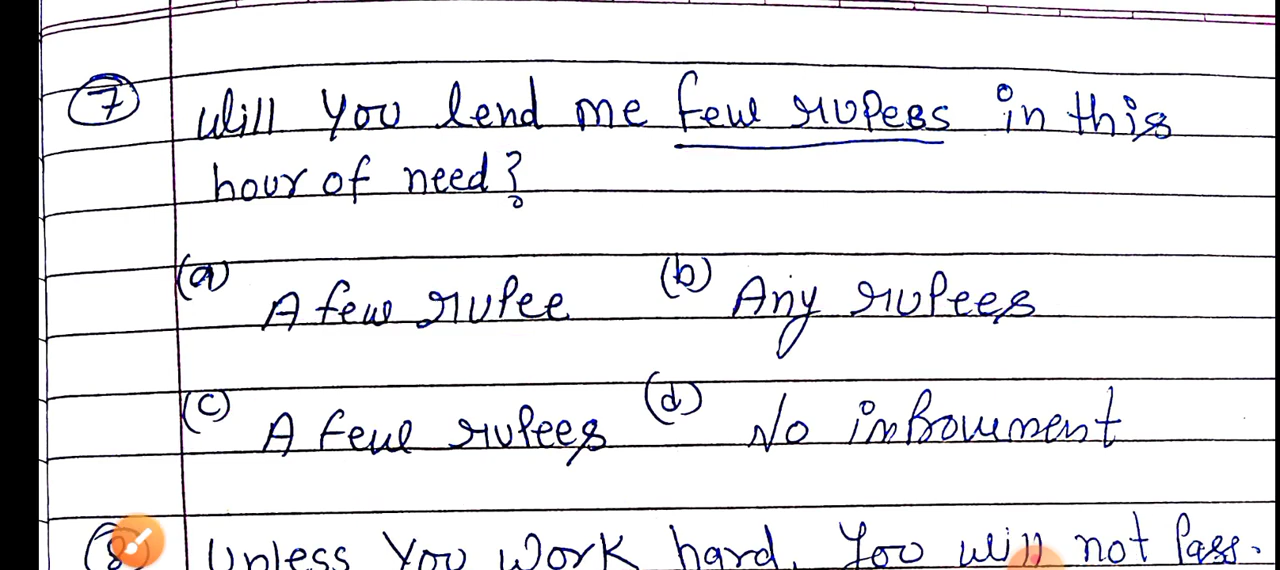 7 Will you lend me few rupees in this
hour of need?
(a) A few rupee (b) Any rupees
(c) A few rupees (d) No improvement
Unless You work hard, You will not Pass.